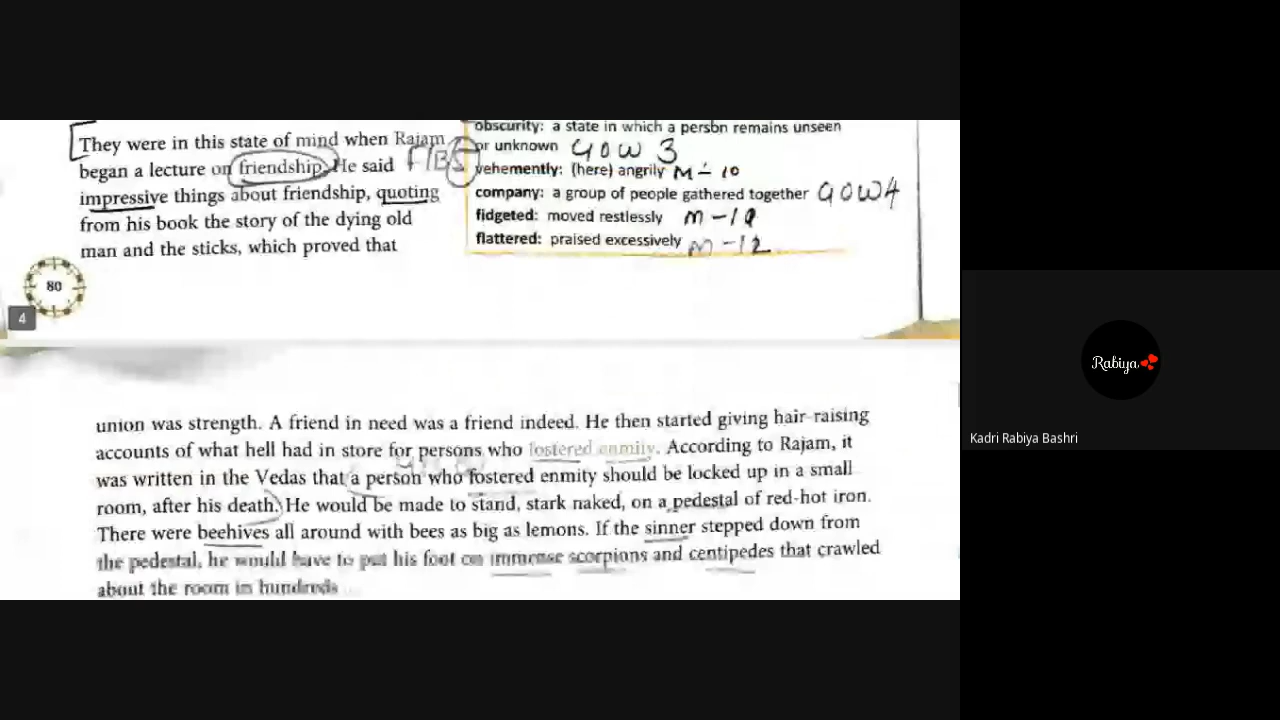 They were in this state of mind when Rajam
began a lecture on friendship. He said
impressive things about friendship, quoting
from his book the story of the dying old
man and the sticks, which proved that
FIBS
obscurity: a state in which a person remains unseen
or unknown GOW 3
vehemently: (here) angrily M-10
company: a group of people gathered together GOW4
fidgeted: moved restlessly
flattered: praised excessively M-12
80
4
union was strength. A friend in need was a friend indeed. He then started giving hair-raising
accounts of what hell had in store for persons who fostered enmity. According to Rajam, it
was written in the Vedas that a person who fostered enmity should be locked up in a small
room, after his death. He would be made to stand, stark naked, on a pedestal of red-hot iron.
There were beehives all around with bees as big as lemons. If the sinner stepped down from
the pedestal, he would have to put his foot on immense scorpions and centipedes that crawled
about the room in hundreds
Rabiya
Kadri Rabiya Bashri